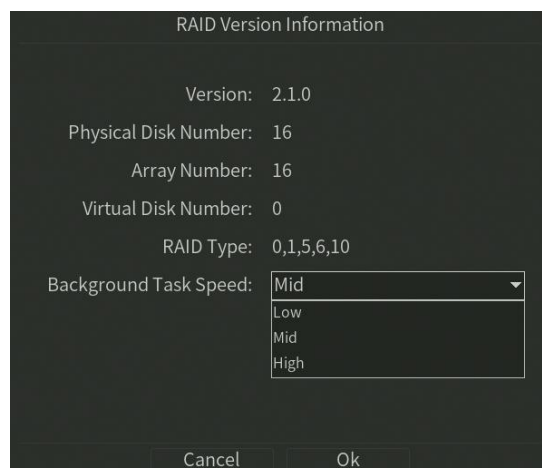 RAID Version Information
Version: 2.1.0
Physical Disk Number: 16
Array Number: 16
Virtual Disk Number: 0
RAID Type: 0,1,5,6,10
Background Task Speed: Mid
Low
Mid
High
Cancel Ok